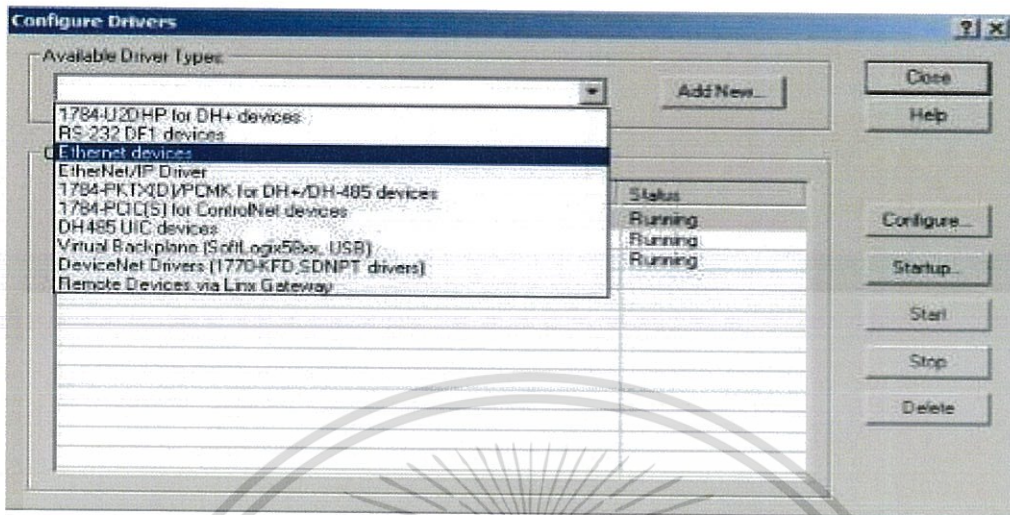 Configure Drivers
Available Driver Types:
Add New...
Close
Help
1784-U2DHP for DH+ devices
RS-232 DF1 devices
Ethernet devices
EtherNet/IP Driver
1784-PKTX(D)/PCMK for DH+/DH-485 devices
1784-PCIC(S) for ControlNet devices
DH485 UIC devices
Virtual Backplane (SoftLogix58xx, USB)
DeviceNet Drivers (1770-KFD,SDNPT drivers)
Remote Devices via Linx Gateway
Status
Running
Running
Running
Configure...
Startup...
Start
Stop
Delete